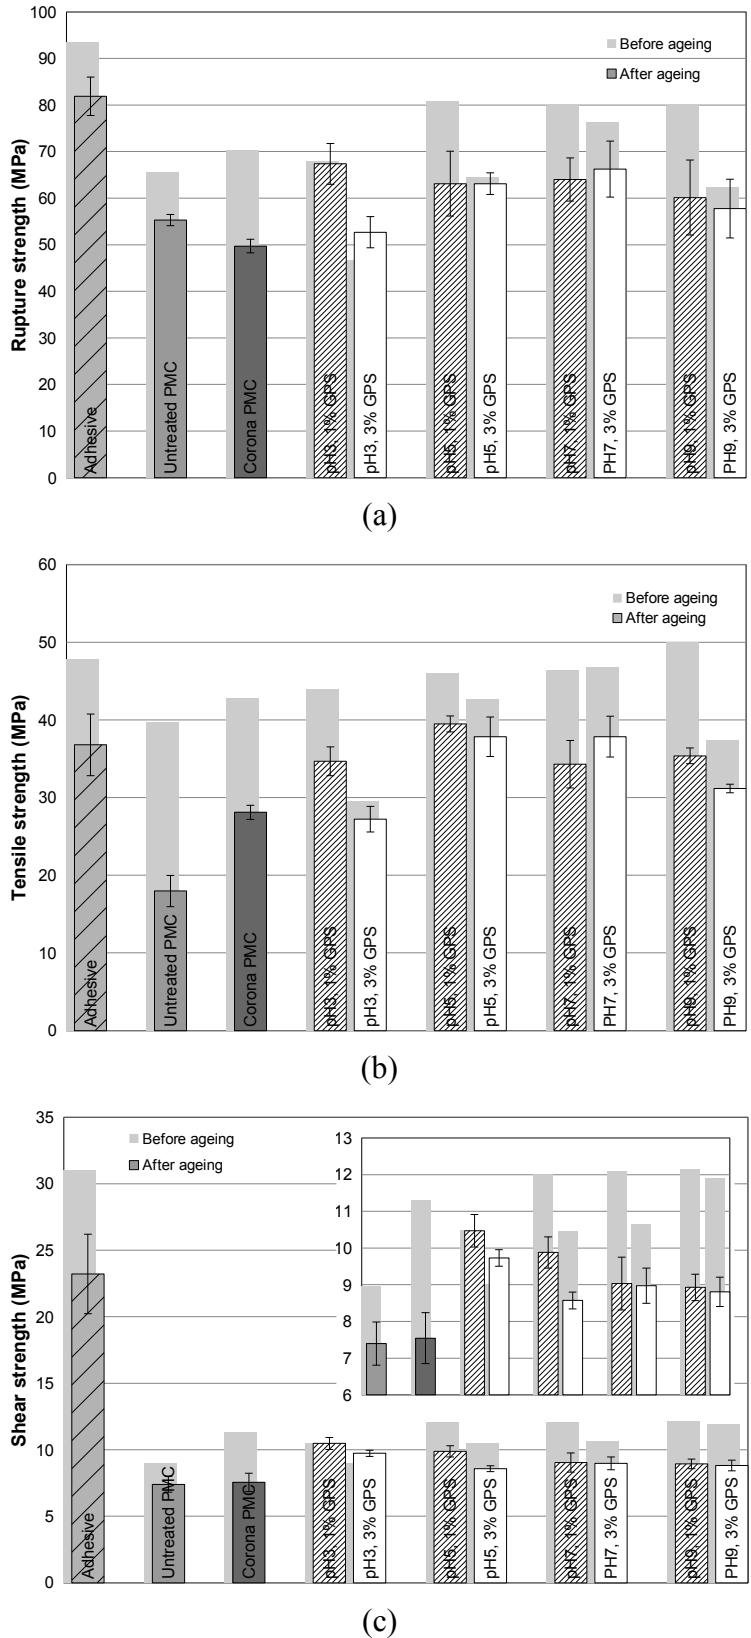 100
90
80
70
60
50
40
30
20
10
0
Rupture strength (MPa)
Before ageing
After ageing
Adhesive
Untreated PMC
Corona PMC
pH3, 1% GPS
pH3, 3% GPS
pH5, 1% GPS
pH5, 3% GPS
pH7, 1% GPS
PH7, 3% GPS
pH9, 1% GPS
PH9, 3% GPS
(a)
60
50
40
30
20
10
0
Tensile strength (MPa)
Before ageing
After ageing
Adhesive
Untreated PMC
Corona PMC
pH3, 1% GPS
pH3, 3% GPS
pH5, 1% GPS
pH5, 3% GPS
pH7, 1% GPS
PH7, 3% GPS
pH9, 1% GPS
PH9, 3% GPS
(b)
35
30
25
20
15
10
5
0
Shear strength (MPa)
Before ageing
After ageing
13
12
11
10
9
8
7
6
Adhesive
Untreated PMC
Corona PMC
pH3, 1% GPS
pH3, 3% GPS
pH5, 1% GPS
pH5, 3% GPS
pH7, 1% GPS
PH7, 3% GPS
pH9, 1% GPS
PH9, 3% GPS
(c)